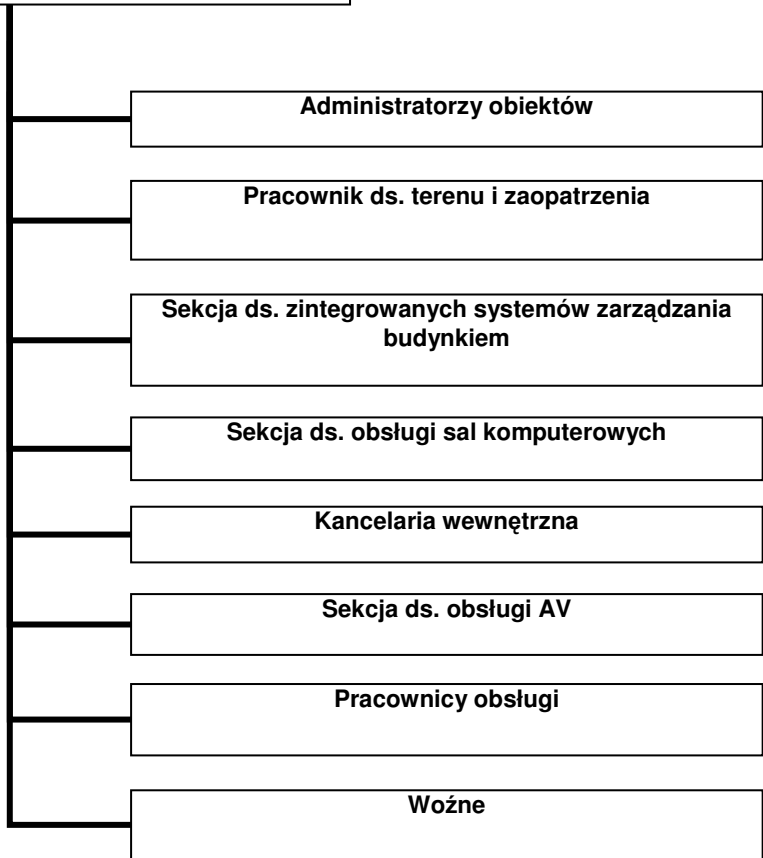 Administratorzy obiektów
Pracownik ds. terenu i zaopatrzenia
Sekcja ds. zintegrowanych systemów zarządzania
budynkiem
Sekcja ds. obsługi sal komputerowych
Kancelaria wewnętrzna
Sekcja ds. obsługi AV
Pracownicy obsługi
Woźne